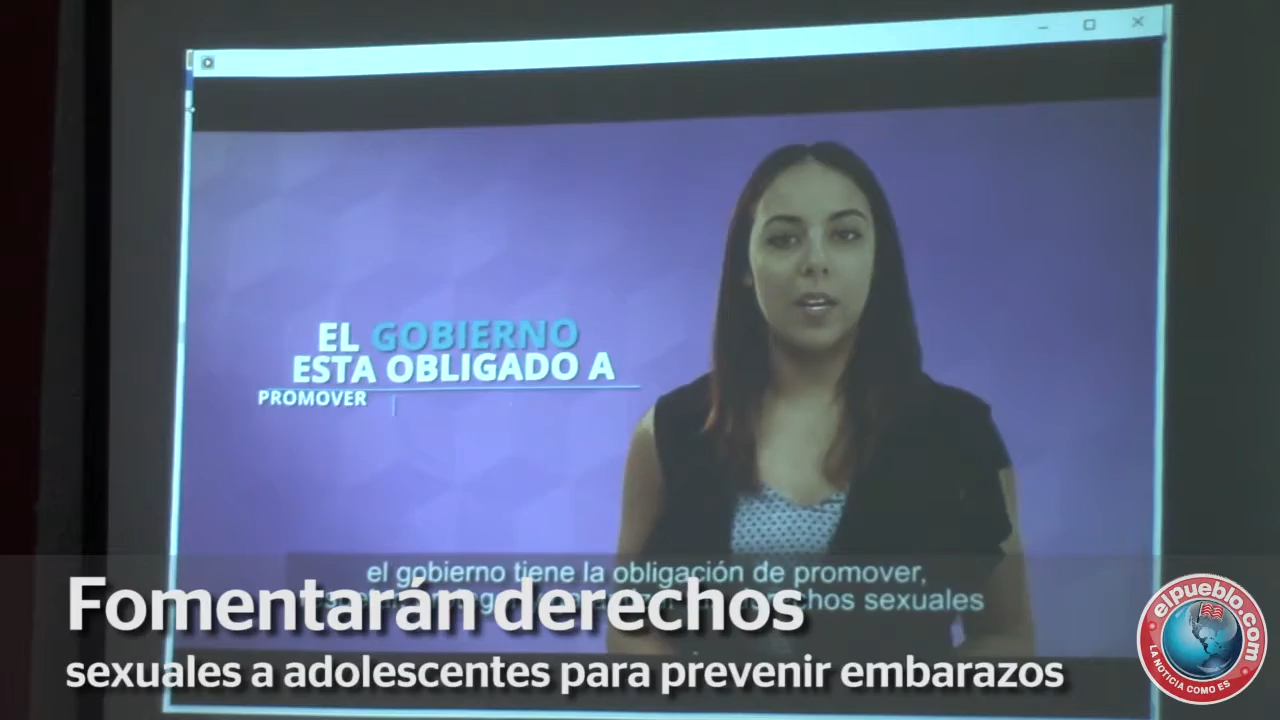 EL GOBIERNO
ESTA OBLIGADO A
PROMOVER
el gobierno tiene la obligación de promover,
sexuales
Fomentarán derechos
sexuales a adolescentes para prevenir embarazos
elPueblo.com
LA NOTICIA COMO ES